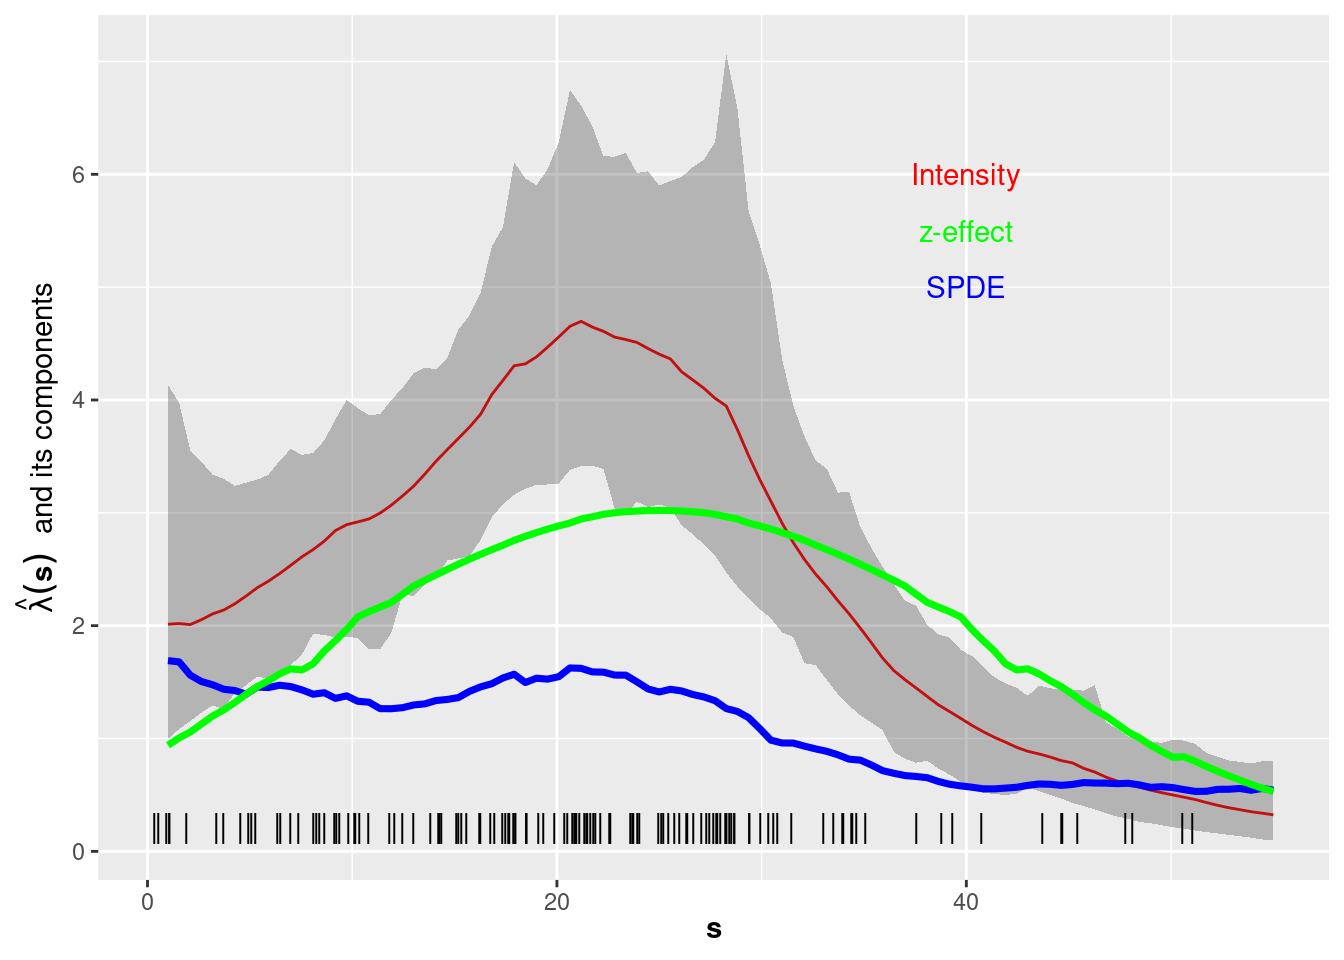 λ̂(s) and its components
6
4
2
0
Intensity
z-effect
SPDE
0 20 40
s